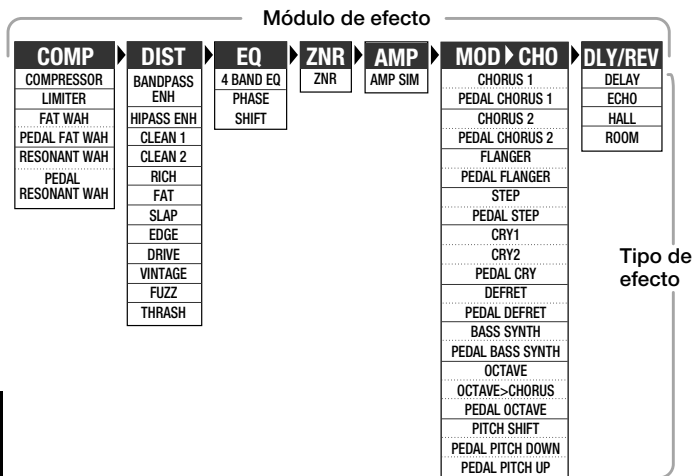 Módulo de efecto
COMP
COMPRESSOR
LIMITER
FAT WAH
PEDAL FAT WAH
RESONANT WAH
PEDAL
RESONANT WAH
DIST
BANDPASS
ENH
HIPASS ENH
CLEAN 1
CLEAN 2
RICH
FAT
SLAP
EDGE
DRIVE
VINTAGE
FUZZ
THRASH
EQ
4 BAND EQ
PHASE
SHIFT
ZNR
ZNR
AMP
AMP SIM
MOD CHO
CHORUS 1
PEDAL CHORUS 1
CHORUS 2
PEDAL CHORUS 2
FLANGER
PEDAL FLANGER
STEP
PEDAL STEP
CRY1
CRY2
PEDAL CRY
DEFRET
PEDAL DEFRET
BASS SYNTH
PEDAL BASS SYNTH
OCTAVE
OCTAVE>CHORUS
PEDAL OCTAVE
PITCH SHIFT
PEDAL PITCH DOWN
PEDAL PITCH UP
DLY/REV
DELAY
ECHO
HALL
ROOM
Tipo de
efecto